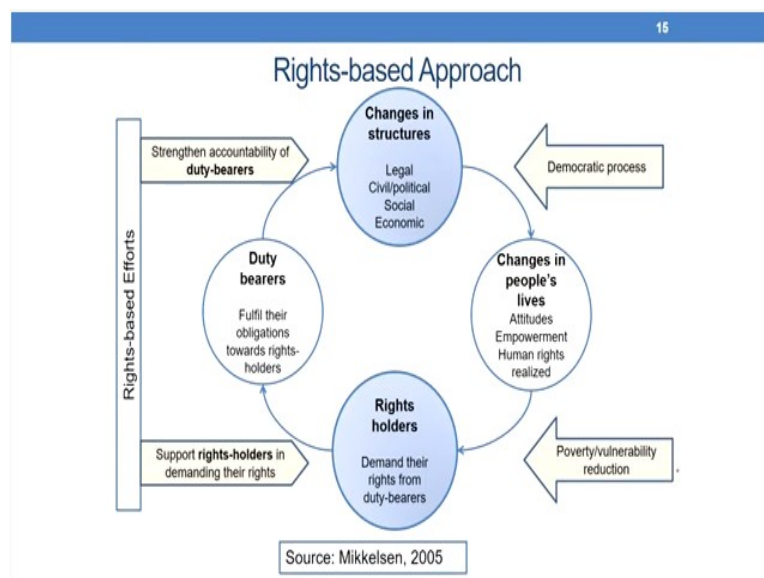 15
Rights-based Approach
Rights-based Efforts
Strengthen accountability of
duty-bearers
Changes in
structures
Legal
Civil/political
Social
Economic
Democratic process
Duty
bearers
Fulfil their
obligations
towards rights-
holders
Changes in
people's
lives
Attitudes
Empowerment
Human rights
realized
Rights
holders
Demand their
rights from
duty-bearers
Support rights-holders in
demanding their rights
Poverty/vulnerability
reduction
Source: Mikkelsen, 2005